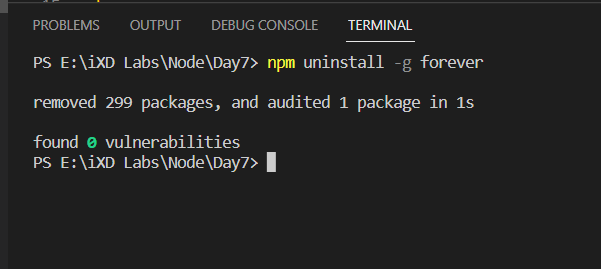 PROBLEMS OUTPUT DEBUG CONSOLE TERMINAL
PS E:\iXD Labs\Node\Day7> npm uninstall -g forever
removed 299 packages, and audited 1 package in 1s
found 0 vulnerabilities
PS E:\iXD Labs\Node\Day7>